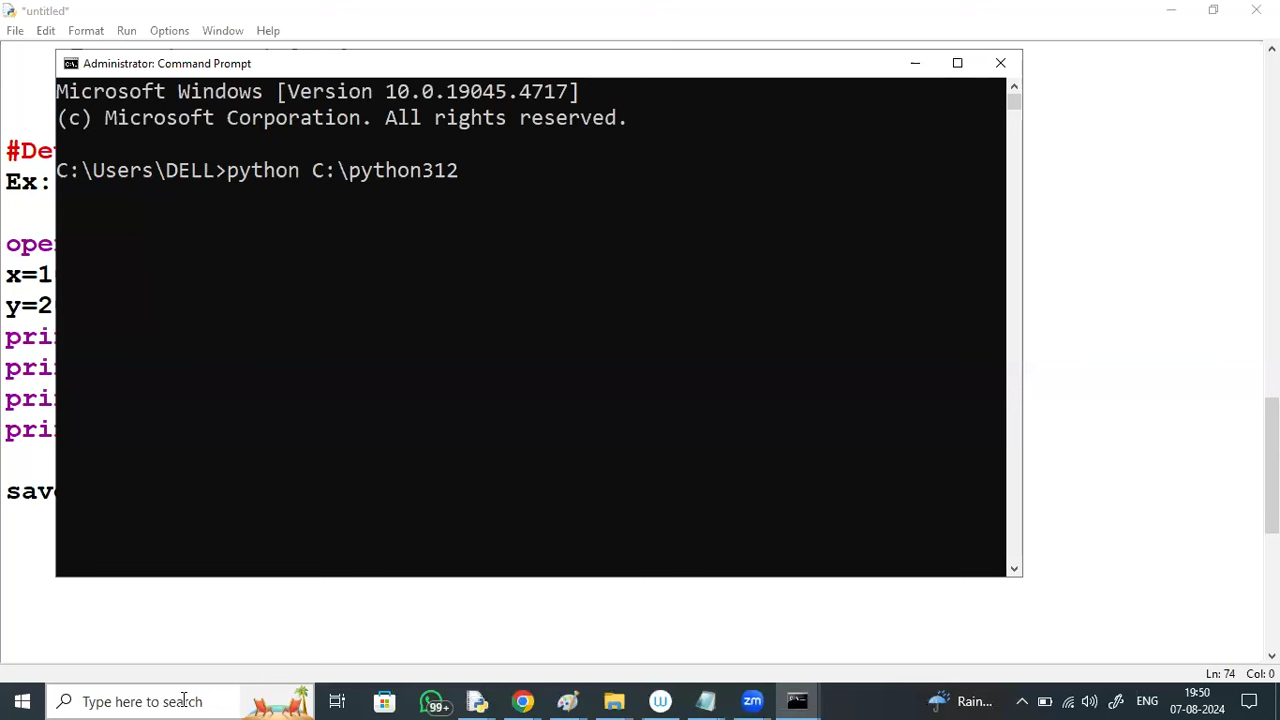 *untitled*
File Edit Format Run Options Window Help
Administrator: Command Prompt
Microsoft Windows [Version 10.0.19045.4717]
(c) Microsoft Corporation. All rights reserved.
#De
C:\Users\DELL>python C:\python312
Ex:
ope
x=1
y=2
pri
pri
pri
pri
sav
Ln: 74 Col: 0
Type here to search
99+
W
zm
Rain...
ENG
19:50
07-08-2024